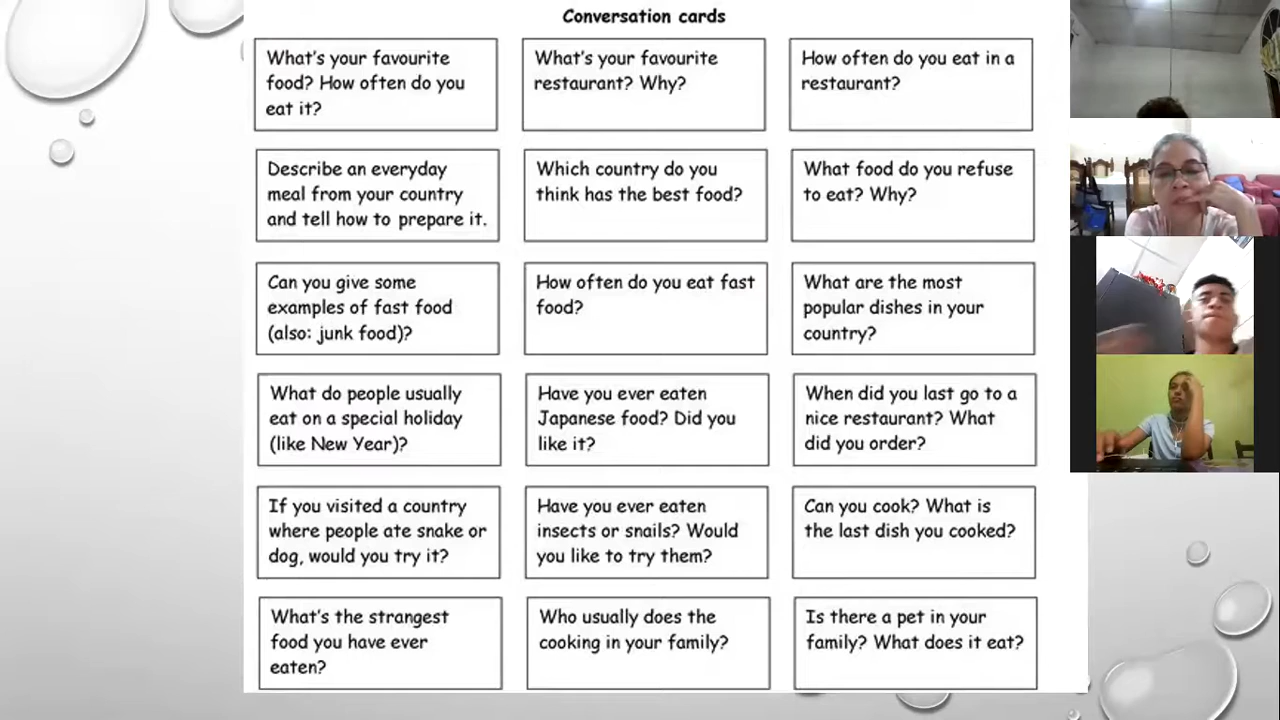 Conversation cards
What's your favourite
food? How often do you
eat it?
What's your favourite
restaurant? Why?
How often do you eat in a
restaurant?
Describe an everyday
meal from your country
and tell how to prepare it.
Which country do you
think has the best food?
What food do you refuse
to eat? Why?
Can you give some
examples of fast food
(also: junk food)?
How often do you eat fast
food?
What are the most
popular dishes in your
country?
What do people usually
eat on a special holiday
(like New Year)?
Have you ever eaten
Japanese food? Did you
like it?
When did you last go to a
nice restaurant? What
did you order?
If you visited a country
where people ate snake or
dog, would you try it?
Have you ever eaten
insects or snails? Would
you like to try them?
Can you cook? What is
the last dish you cooked?
What's the strangest
food you have ever
eaten?
Who usually does the
cooking in your family?
Is there a pet in your
family? What does it eat?